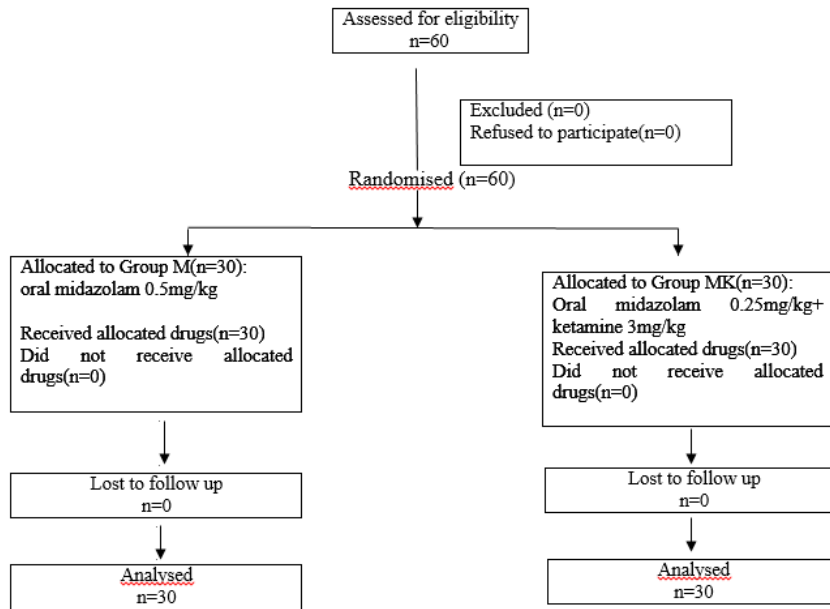 Assessed for eligibility
n=60
Excluded (n=0)
Refused to participate(n=0)
Randomised (n=60)
Allocated to Group M(n=30):
oral midazolam 0.5mg/kg
Received allocated drugs(n=30)
Did not receive allocated
drugs(n=0)
Allocated to Group MK(n=30):
Oral midazolam 0.25mg/kg+
ketamine 3mg/kg
Received allocated drugs(n=30)
Did not receive allocated
drugs(n=0)
Lost to follow up
n=0
Lost to follow up
n=0
Analysed
n=30
Analysed
n=30